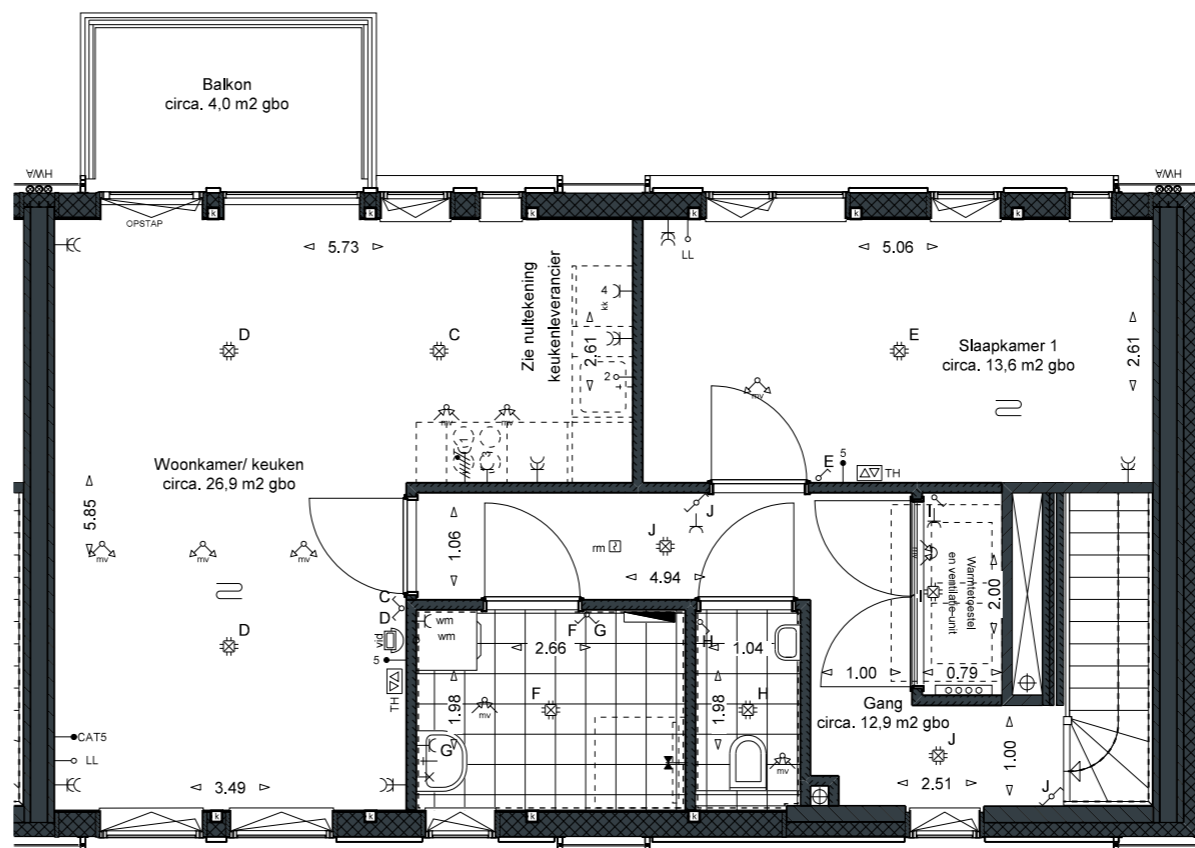 Balkon
circa. 4,0 m2 gbo
HWA
HWA
OPSTAP
k
k
k
k
k
5.73
LL
5.06
Zie nultekening
keukenleverancier
4
kk
2.61
2
D
C
E
Slaapkamer 1
circa. 13,6 m2 gbo
2.61
mv
mv
mv
Woonkamer/ keuken
circa. 26,9 m2 gbo
E
5
TH
5.85
mv
mv
mv
1.06
J
J
rm
4.94
I
mv
Warmtetoestel
en ventilatie-unit
2.00
I
C
D
vid
5
TH
D
wm
wm
F
G
2.66
H
1.04
1.00
0.79
1.98
mv
F
G
1.98
H
mv
Gang
circa. 12,9 m2 gbo
J
2.51
1.00
J
CAT5
LL
3.49
k
k
k
k